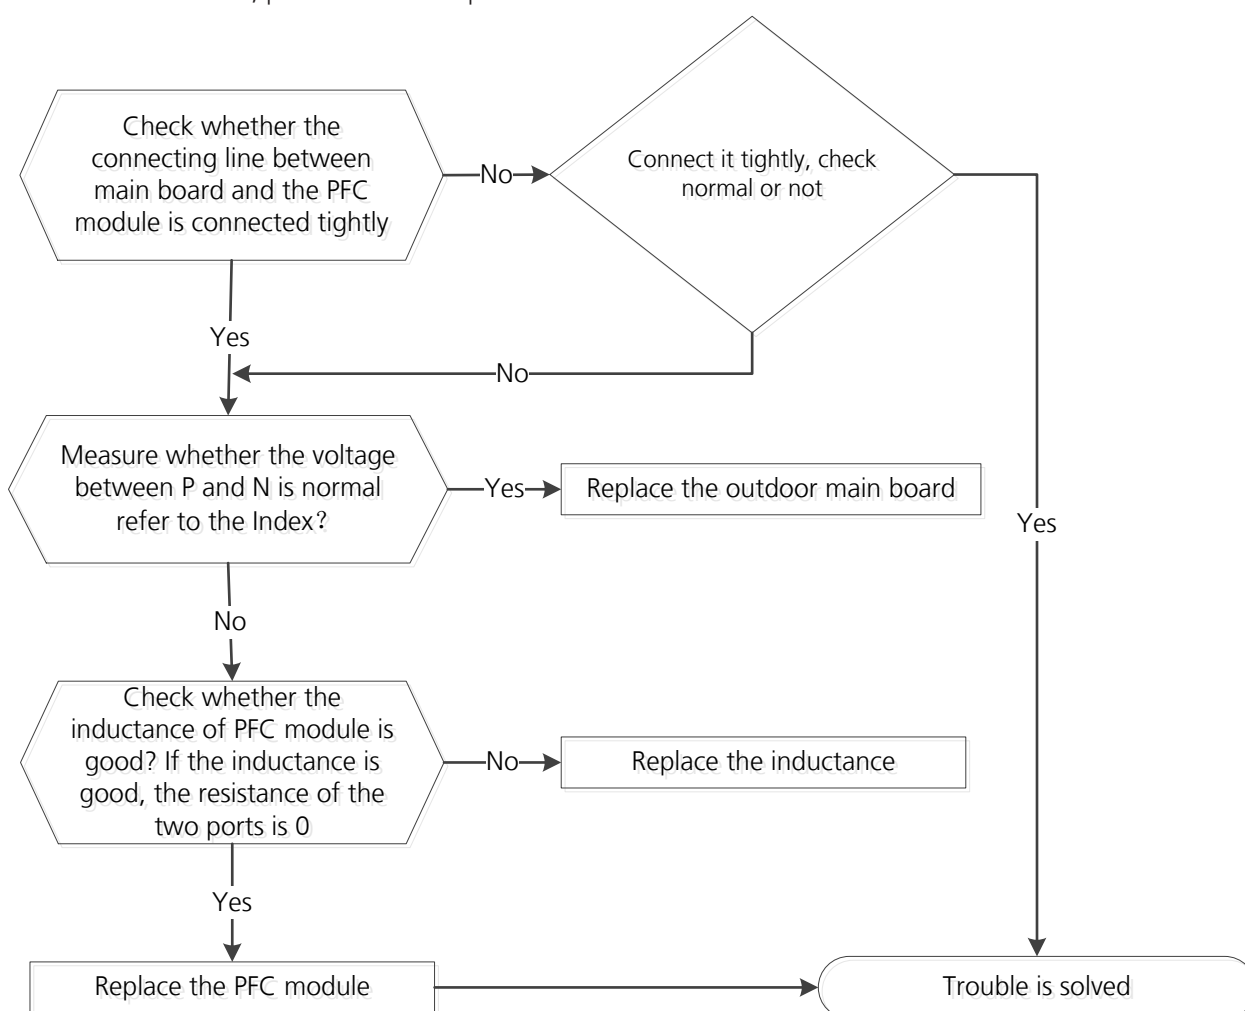 Check whether the
connecting line between
main board and the PFC
module is connected tightly
No
Connect it tightly, check
normal or not
Yes
No
Measure whether the voltage
between P and N is normal
refer to the Index?
Yes
Replace the outdoor main board
Yes
No
Check whether the
inductance of PFC module is
good? If the inductance is
good, the resistance of the
two ports is 0
No
Replace the inductance
Yes
Replace the PFC module
Trouble is solved